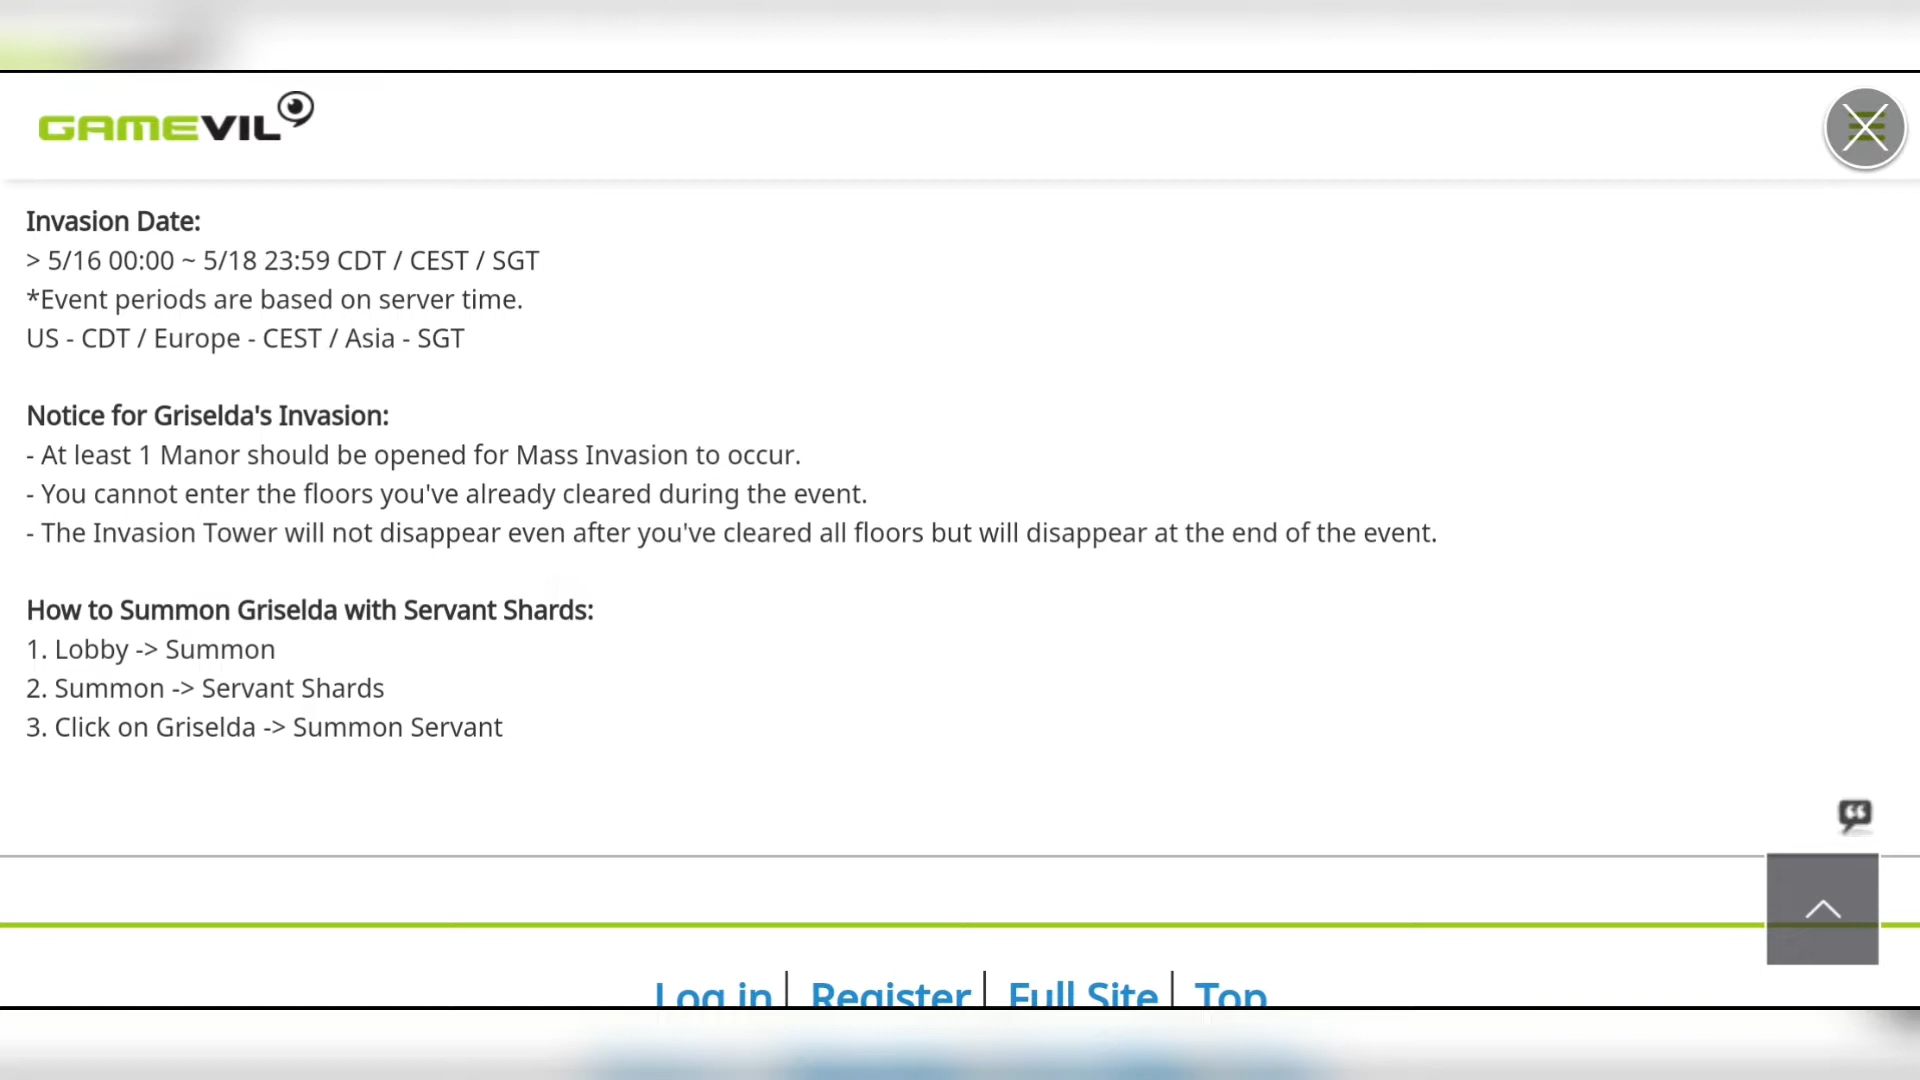 GAMEVIL
Invasion Date:
> 5/16 00:00 ~ 5/18 23:59 CDT / CEST / SGT
*Event periods are based on server time.
US - CDT / Europe - CEST / Asia - SGT
Notice for Griselda's Invasion:
- At least 1 Manor should be opened for Mass Invasion to occur.
- You cannot enter the floors you've already cleared during the event.
- The Invasion Tower will not disappear even after you've cleared all floors but will disappear at the end of the event.
How to Summon Griselda with Servant Shards:
1. Lobby -> Summon
2. Summon -> Servant Shards
3. Click on Griselda -> Summon Servant
Log in | Register | Full Site | Top